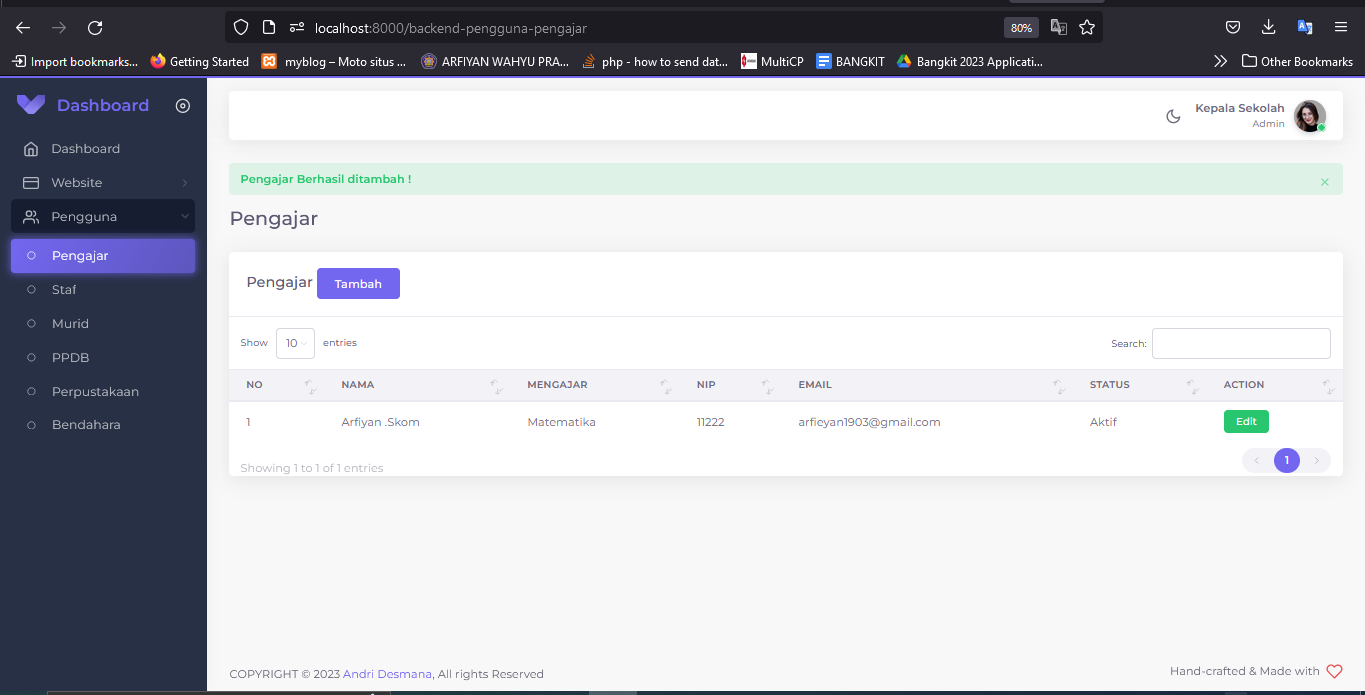 localhost:8000/backend-pengguna-pengajar
80%
Import bookmarks...
Getting Started
myblog – Moto situs ...
ARFIYAN WAHYU PRA...
php - how to send dat...
MultiCP
BANGKIT
Bangkit 2023 Applicati...
Other Bookmarks
Dashboard
Dashboard
Website
Pengguna
Pengajar
Staf
Murid
PPDB
Perpustakaan
Bendahara
Kepala Sekolah
Admin
Pengajar Berhasil ditambah !
×
Pengajar
Pengajar Tambah
Show 10 entries
Search:
NO NAMA MENGAJAR NIP EMAIL STATUS ACTION
1 Arfiyan .Skom Matematika 11222 arfieyan1903@gmail.com Aktif Edit
Showing 1 to 1 of 1 entries
1
COPYRIGHT © 2023 Andri Desmana, All rights Reserved
Hand-crafted & Made with